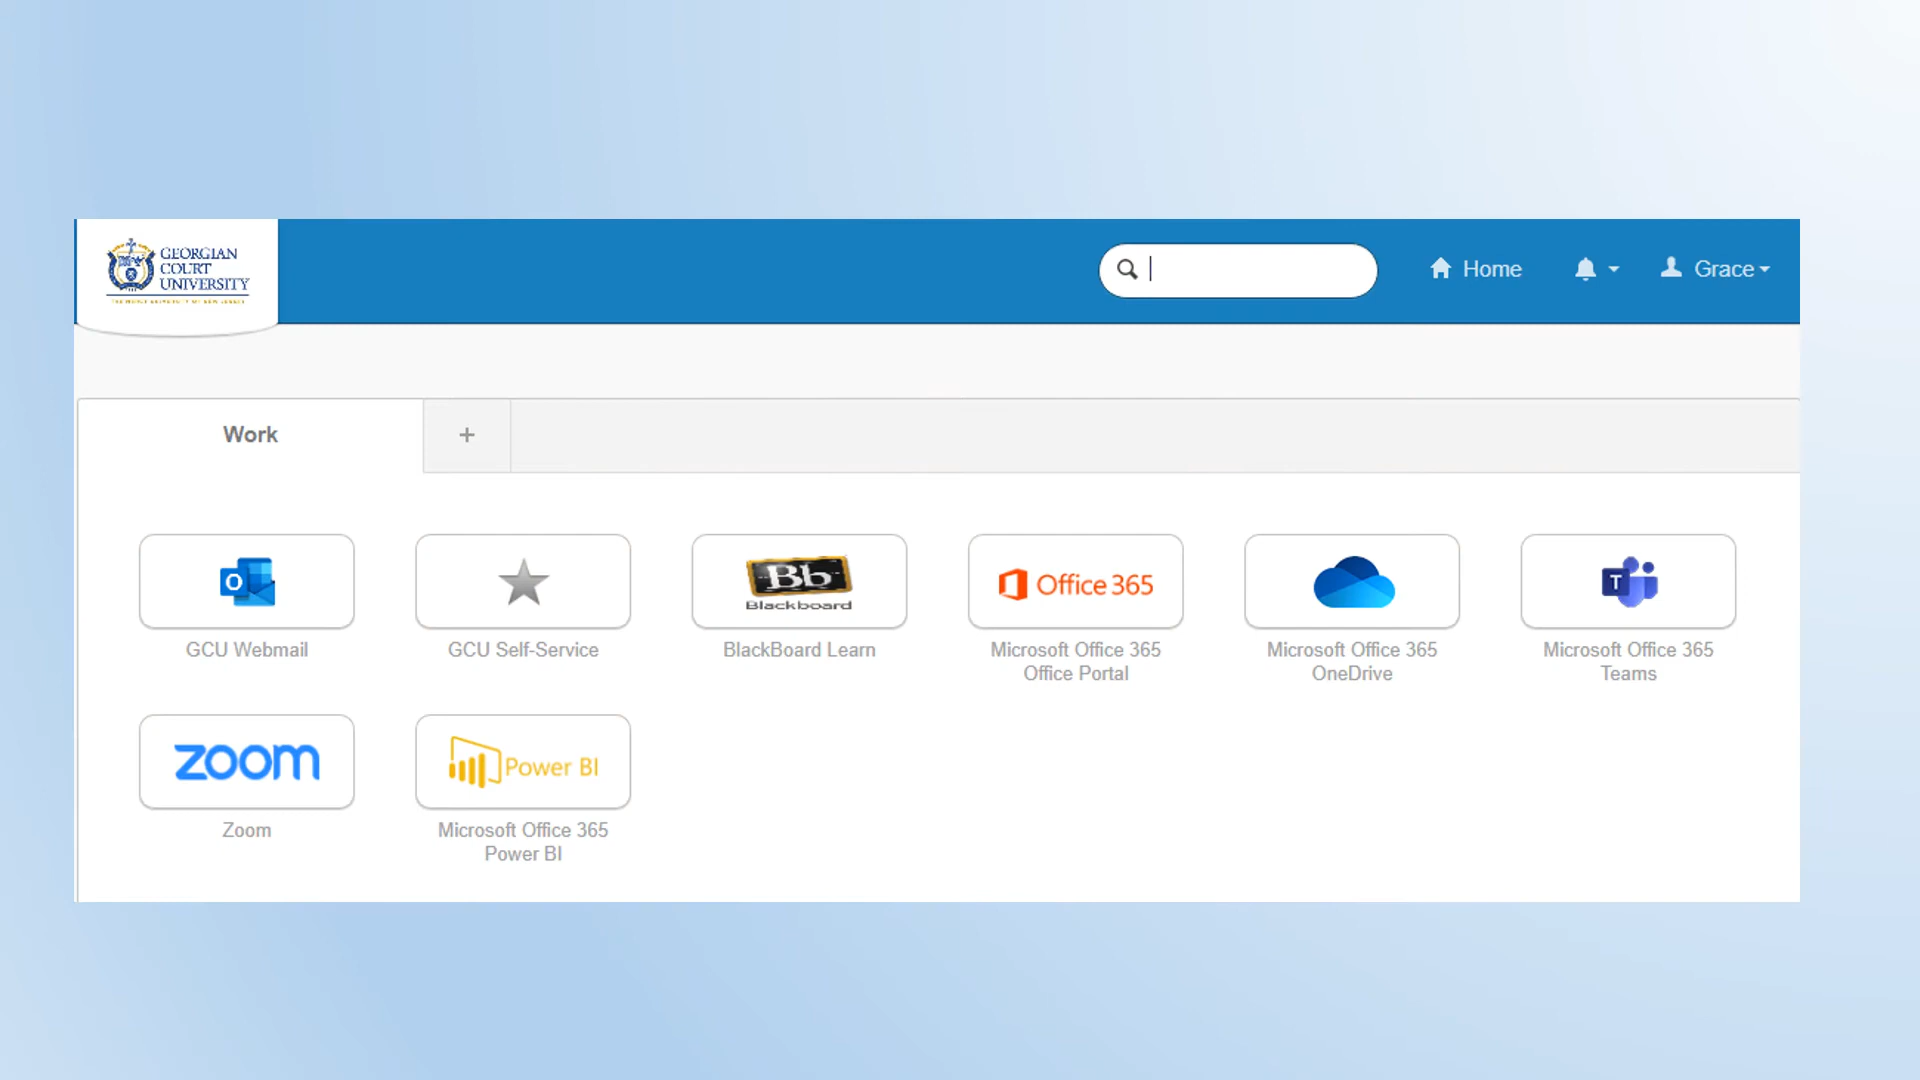 GEORGIAN
COURT
UNIVERSITY
Home
Grace
Work
+
O
Bb
Blackboard
Office 365
T
GCU Webmail
GCU Self-Service
BlackBoard Learn
Microsoft Office 365
Office Portal
Microsoft Office 365
OneDrive
Microsoft Office 365
Teams
zoom
Power BI
Zoom
Microsoft Office 365
Power BI